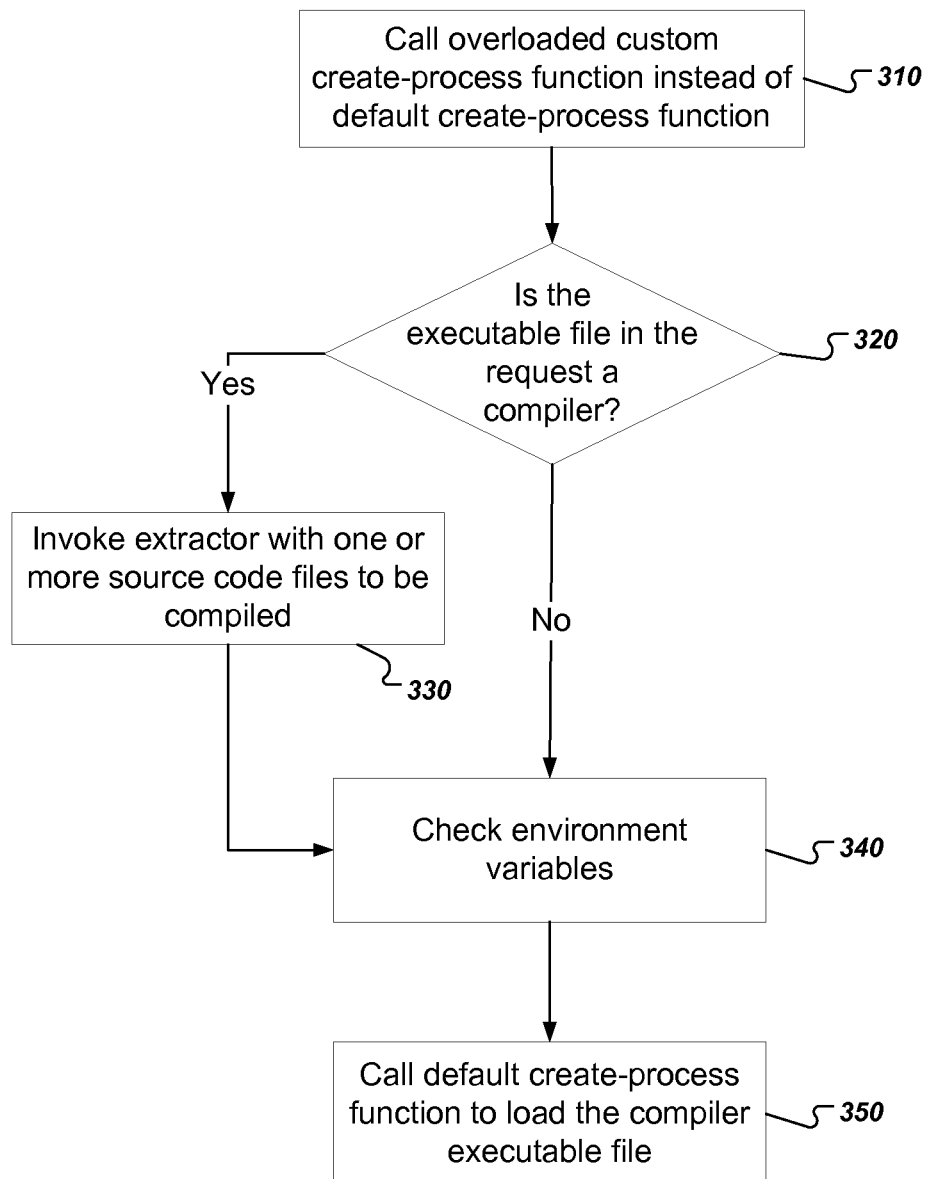 Call overloaded custom
create-process function instead of
default create-process function
310
Is the
executable file in the
request a
compiler?
320
Yes
Invoke extractor with one or
more source code files to be
compiled
330
No
Check environment
variables
340
Call default create-process
function to load the compiler
executable file
350